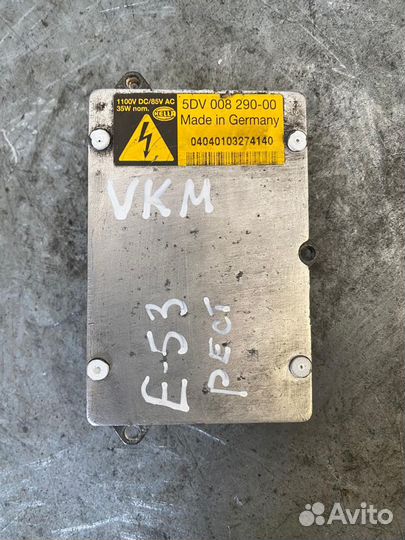 1100V DC/85V AC
35W nom.
HELLA
5DV 008 290-00
Made in Germany
04040103274140
VKM
E-53
рест
Avito